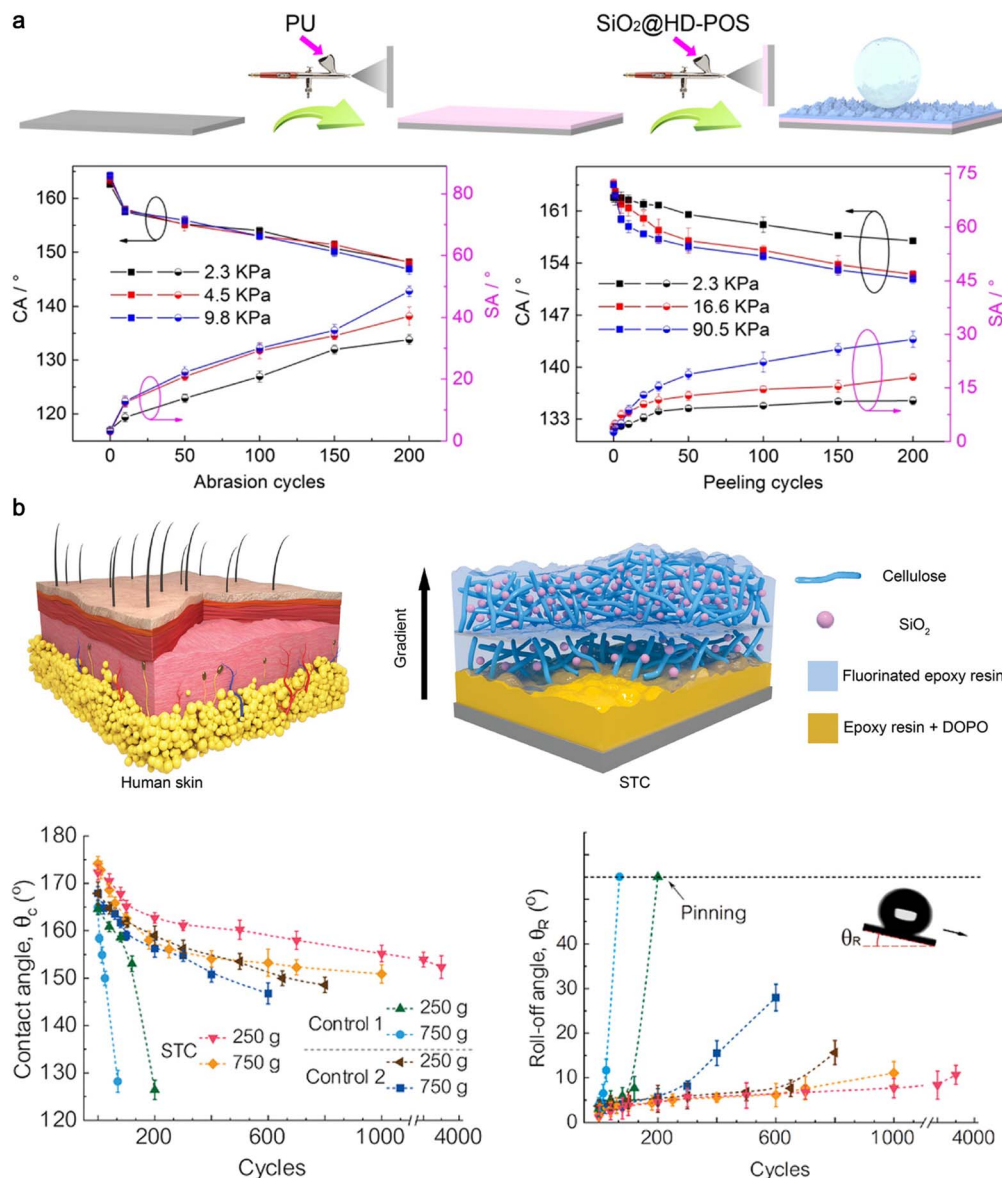 a
PU
SiO₂@HD-POS
160
150
140
130
120
CA / °
80
60
40
20
0
SA / °
2.3 KPa
4.5 KPa
9.8 KPa
0 50 100 150 200
Abrasion cycles
161
154
147
140
133
CA / °
75
60
45
30
15
0
SA / °
2.3 KPa
16.6 KPa
90.5 KPa
0 50 100 150 200
Peeling cycles
b
Human skin
Gradient
STC
Cellulose
SiO₂
Fluorinated epoxy resin
Epoxy resin + DOPO
180
170
160
150
140
130
120
Contact angle, θc (°)
STC
250 g
750 g
Control 1
250 g
750 g
Control 2
250 g
750 g
200 600 1000 4000
Cycles
40
30
20
10
0
Roll-off angle, θR (°)
Pinning
θR
200 600 1000 4000
Cycles